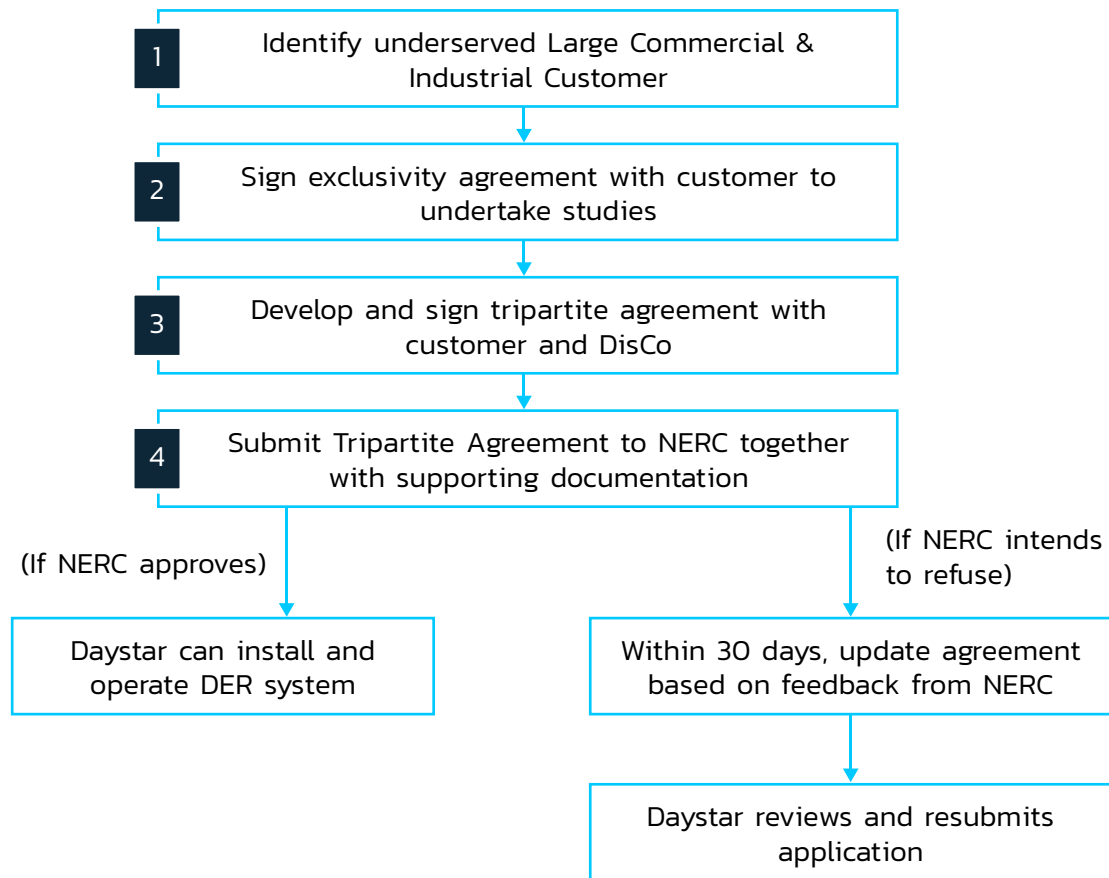 1
Identify underserved Large Commercial &
Industrial Customer
2
Sign exclusivity agreement with customer to
undertake studies
3
Develop and sign tripartite agreement with
customer and DisCo
4
Submit Tripartite Agreement to NERC together
with supporting documentation
(If NERC approves)
(If NERC intends
to refuse)
Daystar can install and
operate DER system
Within 30 days, update agreement
based on feedback from NERC
Daystar reviews and resubmits
application